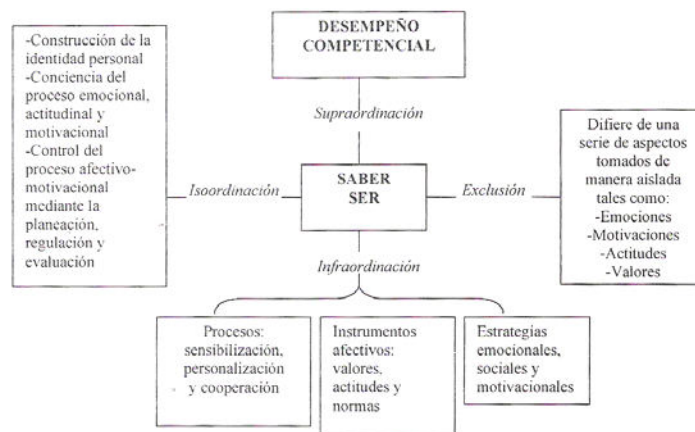 DESEMPEÑO
COMPETENCIAL
-Construcción de la
identidad personal
-Conciencia del
proceso emocional,
actitudinal y
motivacional
-Control del
proceso afectivo-
motivacional
mediante la
planeación,
regulación y
evaluación
Supraordinación
Isoordinación
SABER
SER
Exclusión
Difiere de una
serie de aspectos
tomados de
manera aislada
tales como:
-Emociones
-Motivaciones
-Actitudes
-Valores
Infraordinación
Procesos:
sensibilización,
personalización
y cooperación
Instrumentos
afectivos:
valores,
actitudes y
normas
Estrategias
emocionales,
sociales y
motivacionales